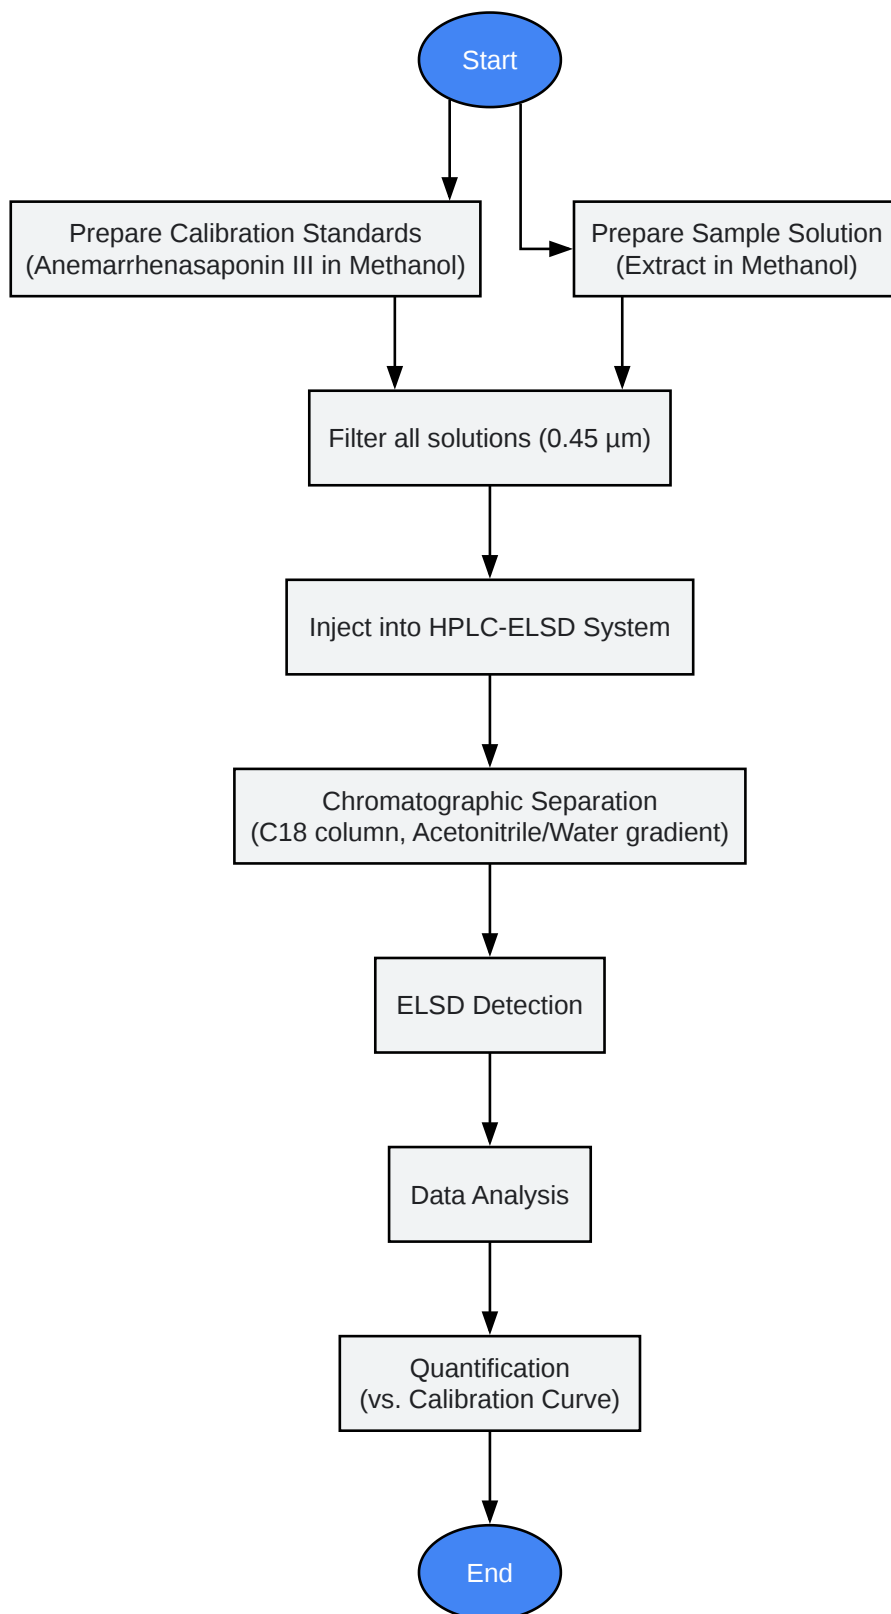 Start
Prepare Calibration Standards
(Anemarrhenasaponin III in Methanol)
Prepare Sample Solution
(Extract in Methanol)
Filter all solutions (0.45 µm)
Inject into HPLC-ELSD System
Chromatographic Separation
(C18 column, Acetonitrile/Water gradient)
ELSD Detection
Data Analysis
Quantification
(vs. Calibration Curve)
End